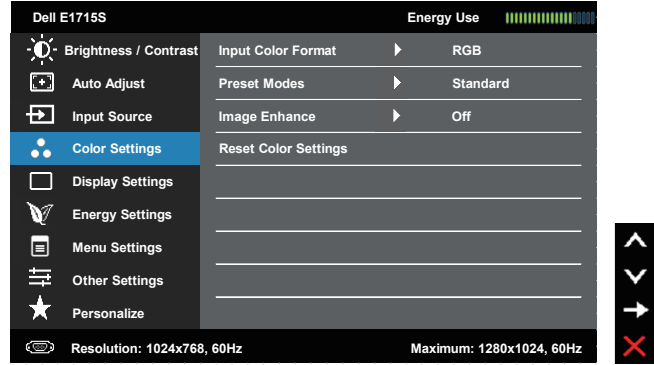 Dell E1715S Energy Use
Brightness / Contrast Input Color Format RGB
Auto Adjust Preset Modes Standard
Input Source Image Enhance Off
Color Settings Reset Color Settings
Display Settings
Energy Settings
Menu Settings
Other Settings
Personalize
Resolution: 1024x768, 60Hz Maximum: 1280x1024, 60Hz